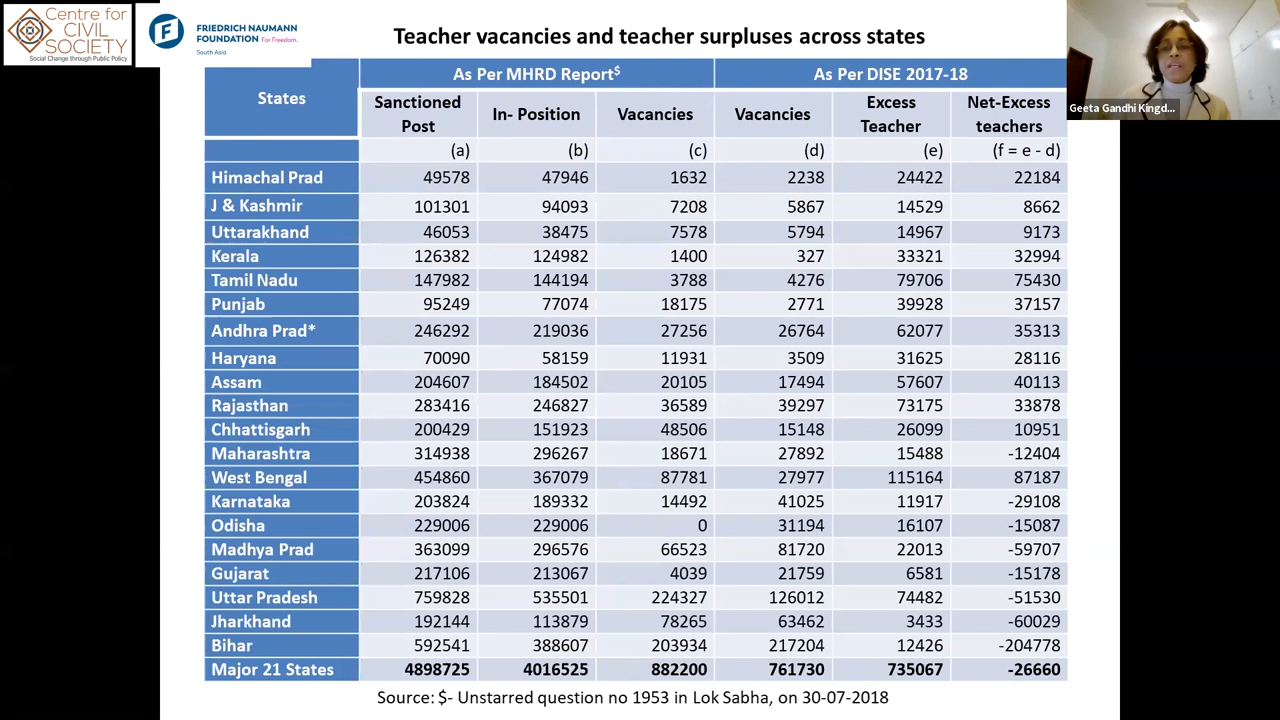 Centre for
CIVIL
SOCIETY
Social Change through Public Policy
FRIEDRICH NAUMANN
FOUNDATION For Freedom.
South Asia
Teacher vacancies and teacher surpluses across states
Geeta Gandhi Kingd...
States As Per MHRD Report$ As Per DISE 2017-18
Sanctioned Post In- Position Vacancies Vacancies Excess Teacher Net-Excess teachers
(a) (b) (c) (d) (e) (f = e - d)
Himachal Prad 49578 47946 1632 2238 24422 22184
J & Kashmir 101301 94093 7208 5867 14529 8662
Uttarakhand 46053 38475 7578 5794 14967 9173
Kerala 126382 124982 1400 327 33321 32994
Tamil Nadu 147982 144194 3788 4276 79706 75430
Punjab 95249 77074 18175 2771 39928 37157
Andhra Prad* 246292 219036 27256 26764 62077 35313
Haryana 70090 58159 11931 3509 31625 28116
Assam 204607 184502 20105 17494 57607 40113
Rajasthan 283416 246827 36589 39297 73175 33878
Chhattisgarh 200429 151923 48506 15148 26099 10951
Maharashtra 314938 296267 18671 27892 15488 -12404
West Bengal 454860 367079 87781 27977 115164 87187
Karnataka 203824 189332 14492 41025 11917 -29108
Odisha 229006 229006 0 31194 16107 -15087
Madhya Prad 363099 296576 66523 81720 22013 -59707
Gujarat 217106 213067 4039 21759 6581 -15178
Uttar Pradesh 759828 535501 224327 126012 74482 -51530
Jharkhand 192144 113879 78265 63462 3433 -60029
Bihar 592541 388607 203934 217204 12426 -204778
Major 21 States 4898725 4016525 882200 761730 735067 -26660
Source: $- Unstarred question no 1953 in Lok Sabha, on 30-07-2018